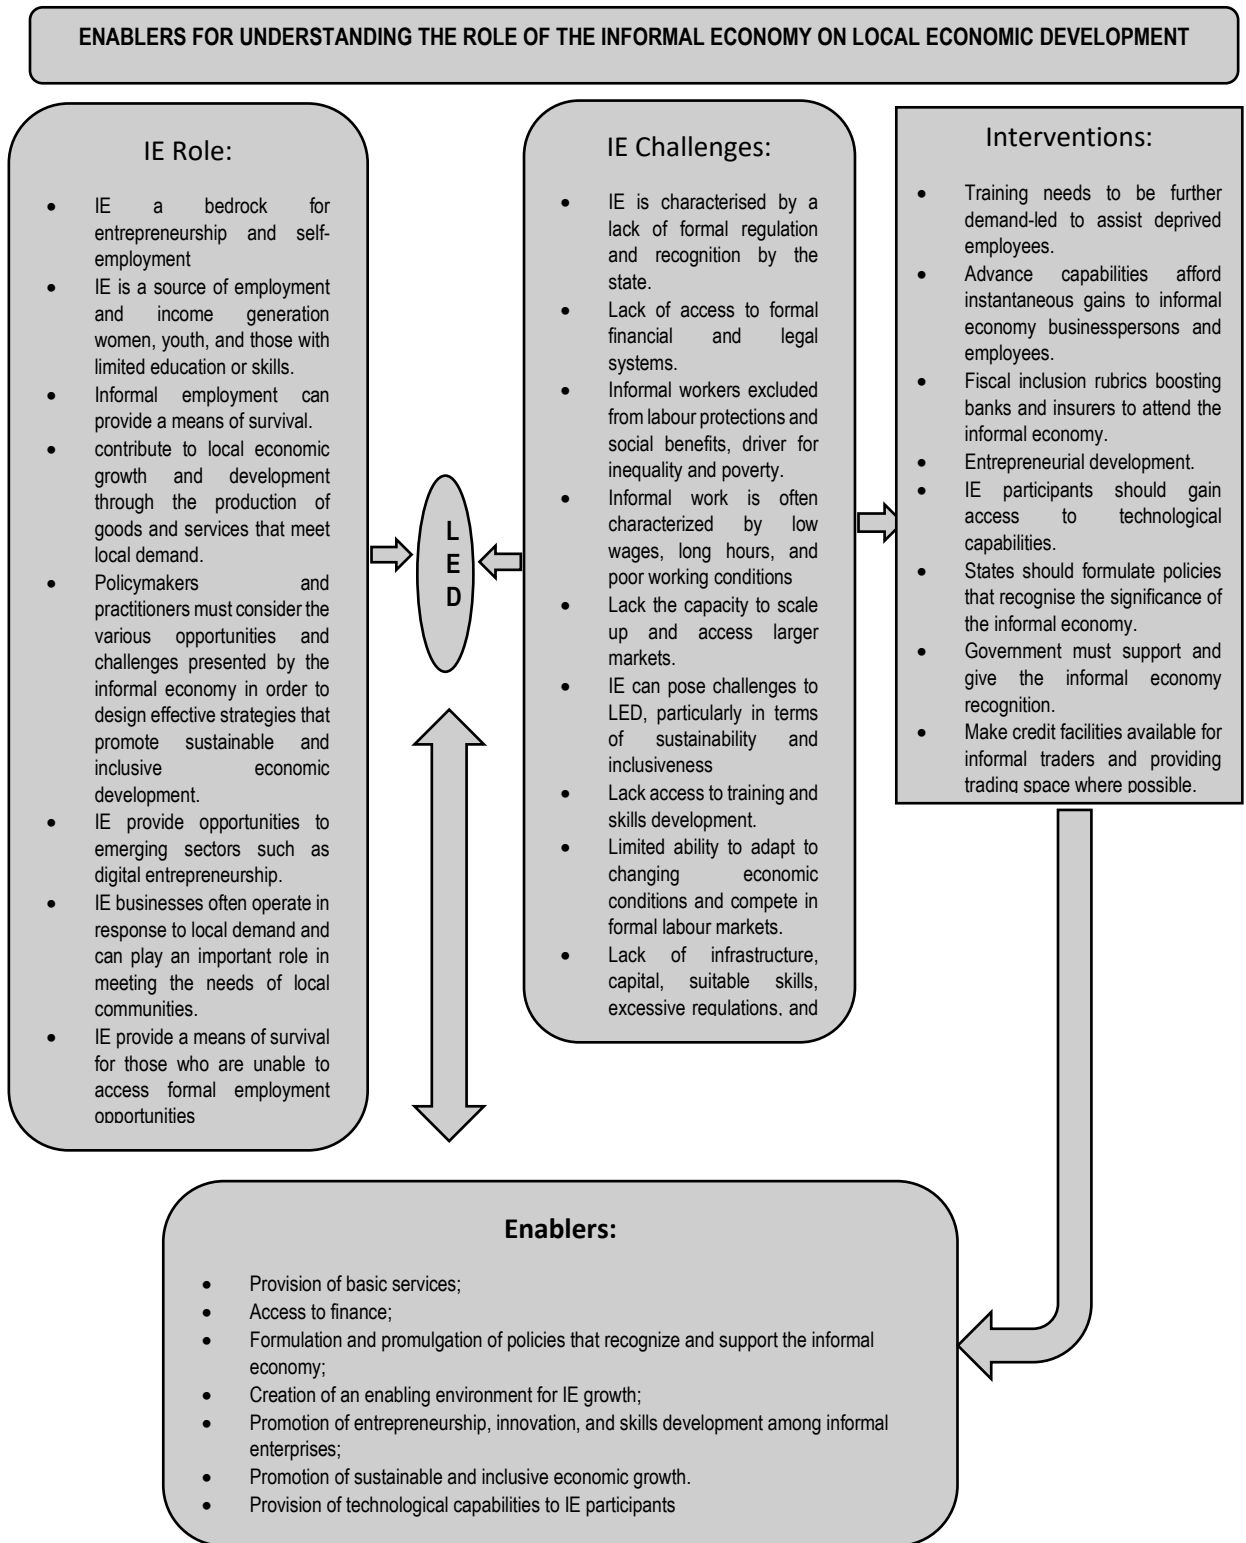 ENABLERS FOR UNDERSTANDING THE ROLE OF THE INFORMAL ECONOMY ON LOCAL ECONOMIC DEVELOPMENT
IE Role:
• IE a bedrock for
entrepreneurship and self-
employment
• IE is a source of employment
and income generation
women, youth, and those with
limited education or skills.
• Informal employment can
provide a means of survival.
• contribute to local economic
growth and development
through the production of
goods and services that meet
local demand.
• Policymakers and
practitioners must consider the
various opportunities and
challenges presented by the
informal economy in order to
design effective strategies that
promote sustainable and
inclusive economic
development.
• IE provide opportunities to
emerging sectors such as
digital entrepreneurship.
• IE businesses often operate in
response to local demand and
can play an important role in
meeting the needs of local
communities.
• IE provide a means of survival
for those who are unable to
access formal employment
opportunities
L
E
D
IE Challenges:
• IE is characterised by a
lack of formal regulation
and recognition by the
state.
• Lack of access to formal
financial and legal
systems.
• Informal workers excluded
from labour protections and
social benefits, driver for
inequality and poverty.
• Informal work is often
characterized by low
wages, long hours, and
poor working conditions
• Lack the capacity to scale
up and access larger
markets.
• IE can pose challenges to
LED, particularly in terms
of sustainability and
inclusiveness
• Lack access to training and
skills development.
• Limited ability to adapt to
changing economic
conditions and compete in
formal labour markets.
• Lack of infrastructure,
capital, suitable skills,
excessive regulations, and
Interventions:
• Training needs to be further
demand-led to assist deprived
employees.
• Advance capabilities afford
instantaneous gains to informal
economy businesspersons and
employees.
• Fiscal inclusion rubrics boosting
banks and insurers to attend the
informal economy.
• Entrepreneurial development.
• IE participants should gain
access to technological
capabilities.
• States should formulate policies
that recognise the significance of
the informal economy.
• Government must support and
give the informal economy
recognition.
• Make credit facilities available for
informal traders and providing
trading space where possible.
Enablers:
• Provision of basic services;
• Access to finance;
• Formulation and promulgation of policies that recognize and support the informal
economy;
• Creation of an enabling environment for IE growth;
• Promotion of entrepreneurship, innovation, and skills development among informal
enterprises;
• Promotion of sustainable and inclusive economic growth.
• Provision of technological capabilities to IE participants